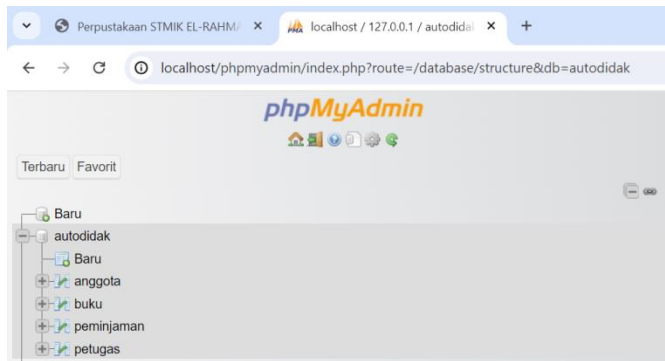 Perpustakaan STMIK EL-RAHMA
localhost / 127.0.0.1 / autodidak
localhost/phpmyadmin/index.php?route=/database/structure&db=autodidak
phpMyAdmin
Terbaru Favorit
Baru
autodidak
Baru
anggota
buku
peminjaman
petugas